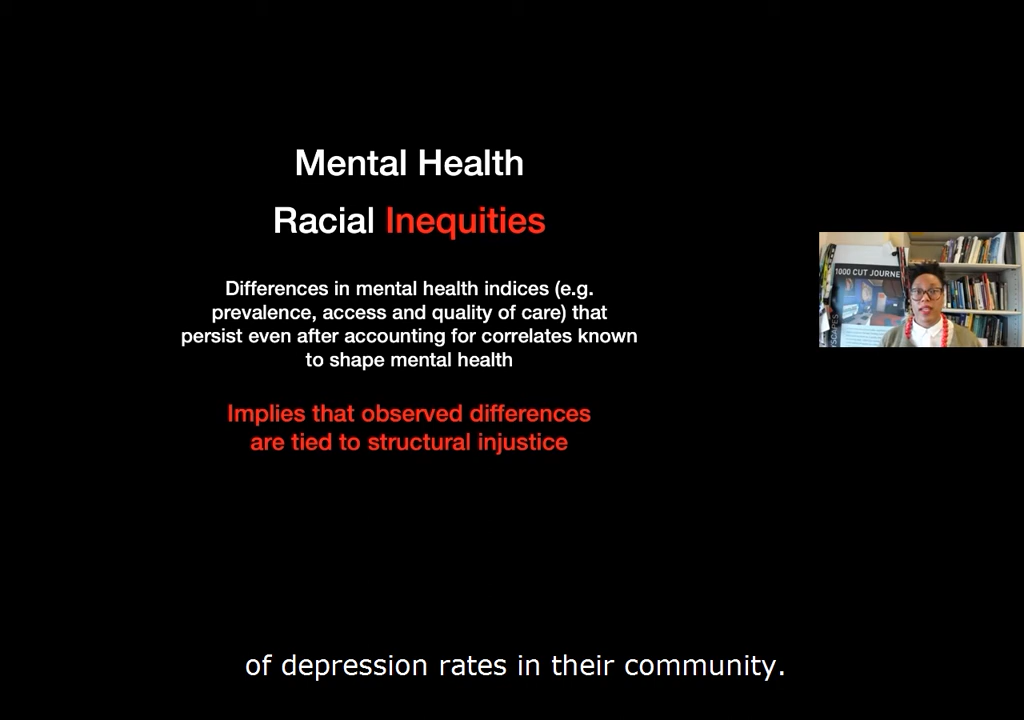 Mental Health
Racial Inequities
Differences in mental health indices (e.g.
prevalence, access and quality of care) that
persist even after accounting for correlates known
to shape mental health
Implies that observed differences
are tied to structural injustice
1000 CUT JOURNE
of depression rates in their community.